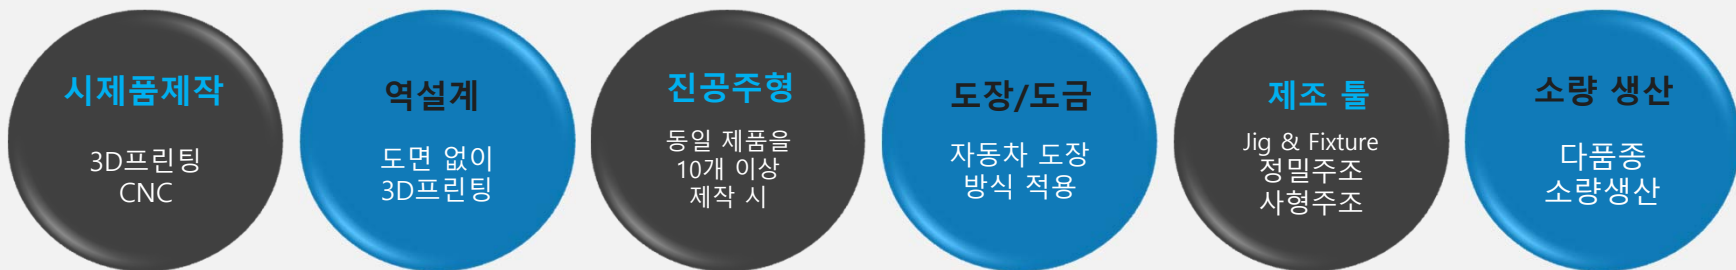 시제품제작
3D프린팅
CNC
역설계
도면 없이
3D프린팅
진공주형
동일 제품을
10개 이상
제작 시
도장/도금
자동차 도장
방식 적용
제조 툴
Jig & Fixture
정밀주조
사형주조
소량 생산
다품종
소량생산